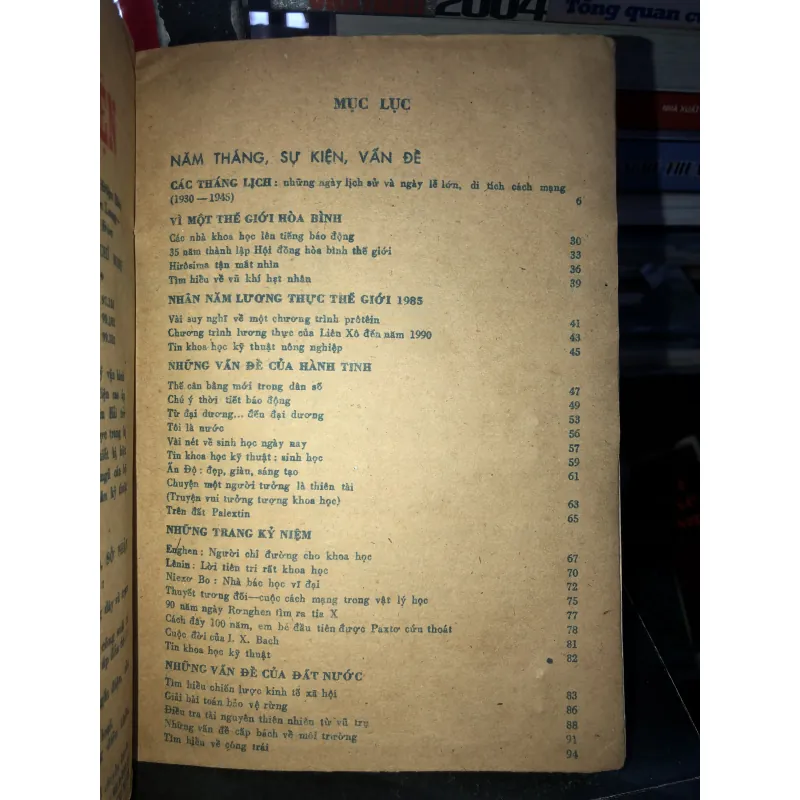 2004
Tổng quan
MỤC LỤC
NĂM THÁNG, SỰ KIỆN, VẤN ĐỀ
CÁC THÁNG LỊCH : những ngày lịch sử và ngày lễ lớn, di tích cách mạng
(1930 — 1945) 6
VÌ MỘT THẾ GIỚI HÒA BÌNH
Các nhà khoa học lên tiếng báo động 30
35 năm thành lập Hội đồng hòa bình thế giới 33
Hirôsima tận mắt nhìn 36
Tìm hiểu về vũ khí hạt nhân 39
NHÂN NĂM LƯƠNG THỰC THẾ GIỚI 1985
Vài suy nghĩ về một chương trình prôtêin 41
Chương trình lương thực của Liên Xô đến năm 1990 43
Tin khoa học kỹ thuật nông nghiệp 45
NHỮNG VẤN ĐỀ CỦA HÀNH TINH
Thế cân bằng mới trong dân số 47
Chú ý thời tiết báo động 49
Từ đại dương... đến đại dương 53
Tôi là nước 56
Vài nét về sinh học ngày nay 57
Tin khoa học kỹ thuật : sinh học 59
Ấn Độ : đẹp, giàu, sáng tạo 61
Chuyện một người tưởng là thiên tài
(Truyện vui tưởng tượng khoa học) 63
Trên đất Palextin 65
NHỮNG TRANG KỶ NIỆM
Enghen : Người chỉ đường cho khoa học 67
Lênin : Lời tiên tri rất khoa học 70
Niexơ Bo : Nhà bác học vĩ đại 72
Thuyết tương đối—cuộc cách mạng trong vật lý học 75
90 năm ngày Rơnghen tìm ra tia X 77
Cách đây 100 năm, em bé đầu tiên được Paxtơ cứu thoát 78
Cuộc đời của J. X. Bach 81
Tin khoa học kỹ thuật 82
NHỮNG VẤN ĐỀ CỦA ĐẤT NƯỚC
Tìm hiểu chiến lược kinh tế xã hội 83
Giải bài toán bảo vệ rừng 86
Điều tra tài nguyên thiên nhiên từ vũ trụ 88
Những vấn đề cấp bách về môi trường 91
Tìm hiểu về công trái 94